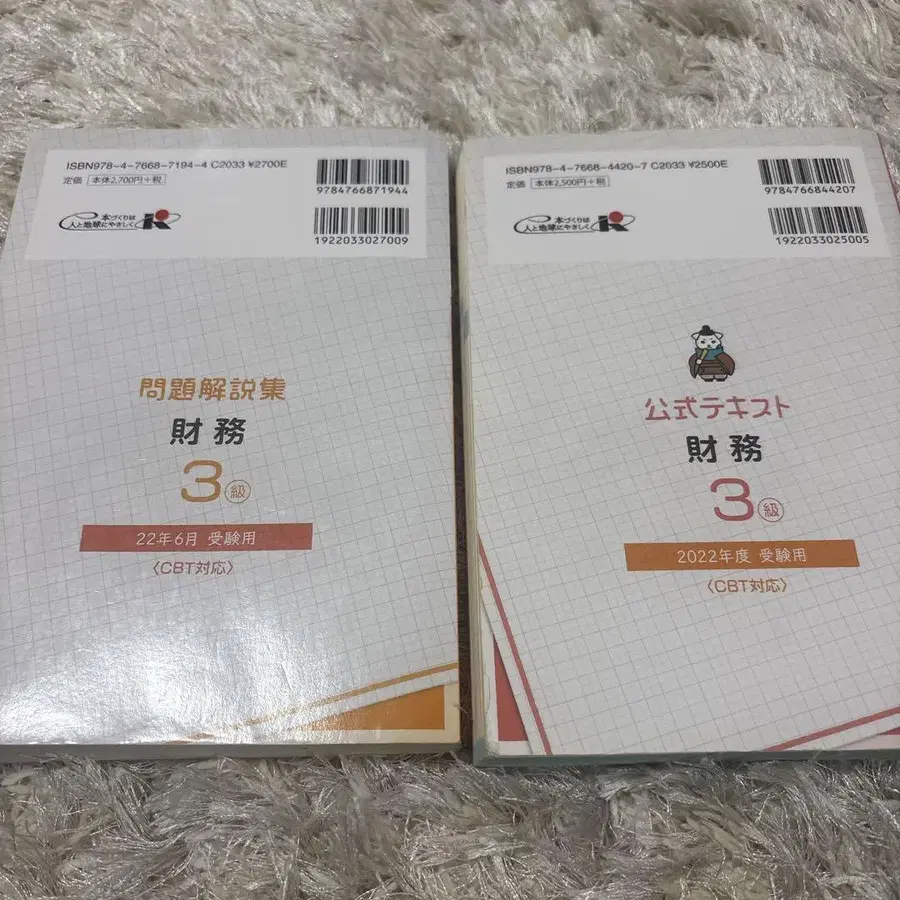 ISBN978-4-7668-7194-4 C2033 ¥2700E
定価 本体2,700円+税
9784766871944
本づくりは
人と地球にやさしく
1922033027009
問題解説集
財務
3級
22年6月 受験用
〈CBT対応〉
ISBN978-4-7668-4420-7 C2033 ¥2500E
定価 本体2,500円+税
9784766844207
本づくりは
人と地球にやさしく
1922033025005
公式テキスト
財務
3級
2022年度 受験用
〈CBT対応〉